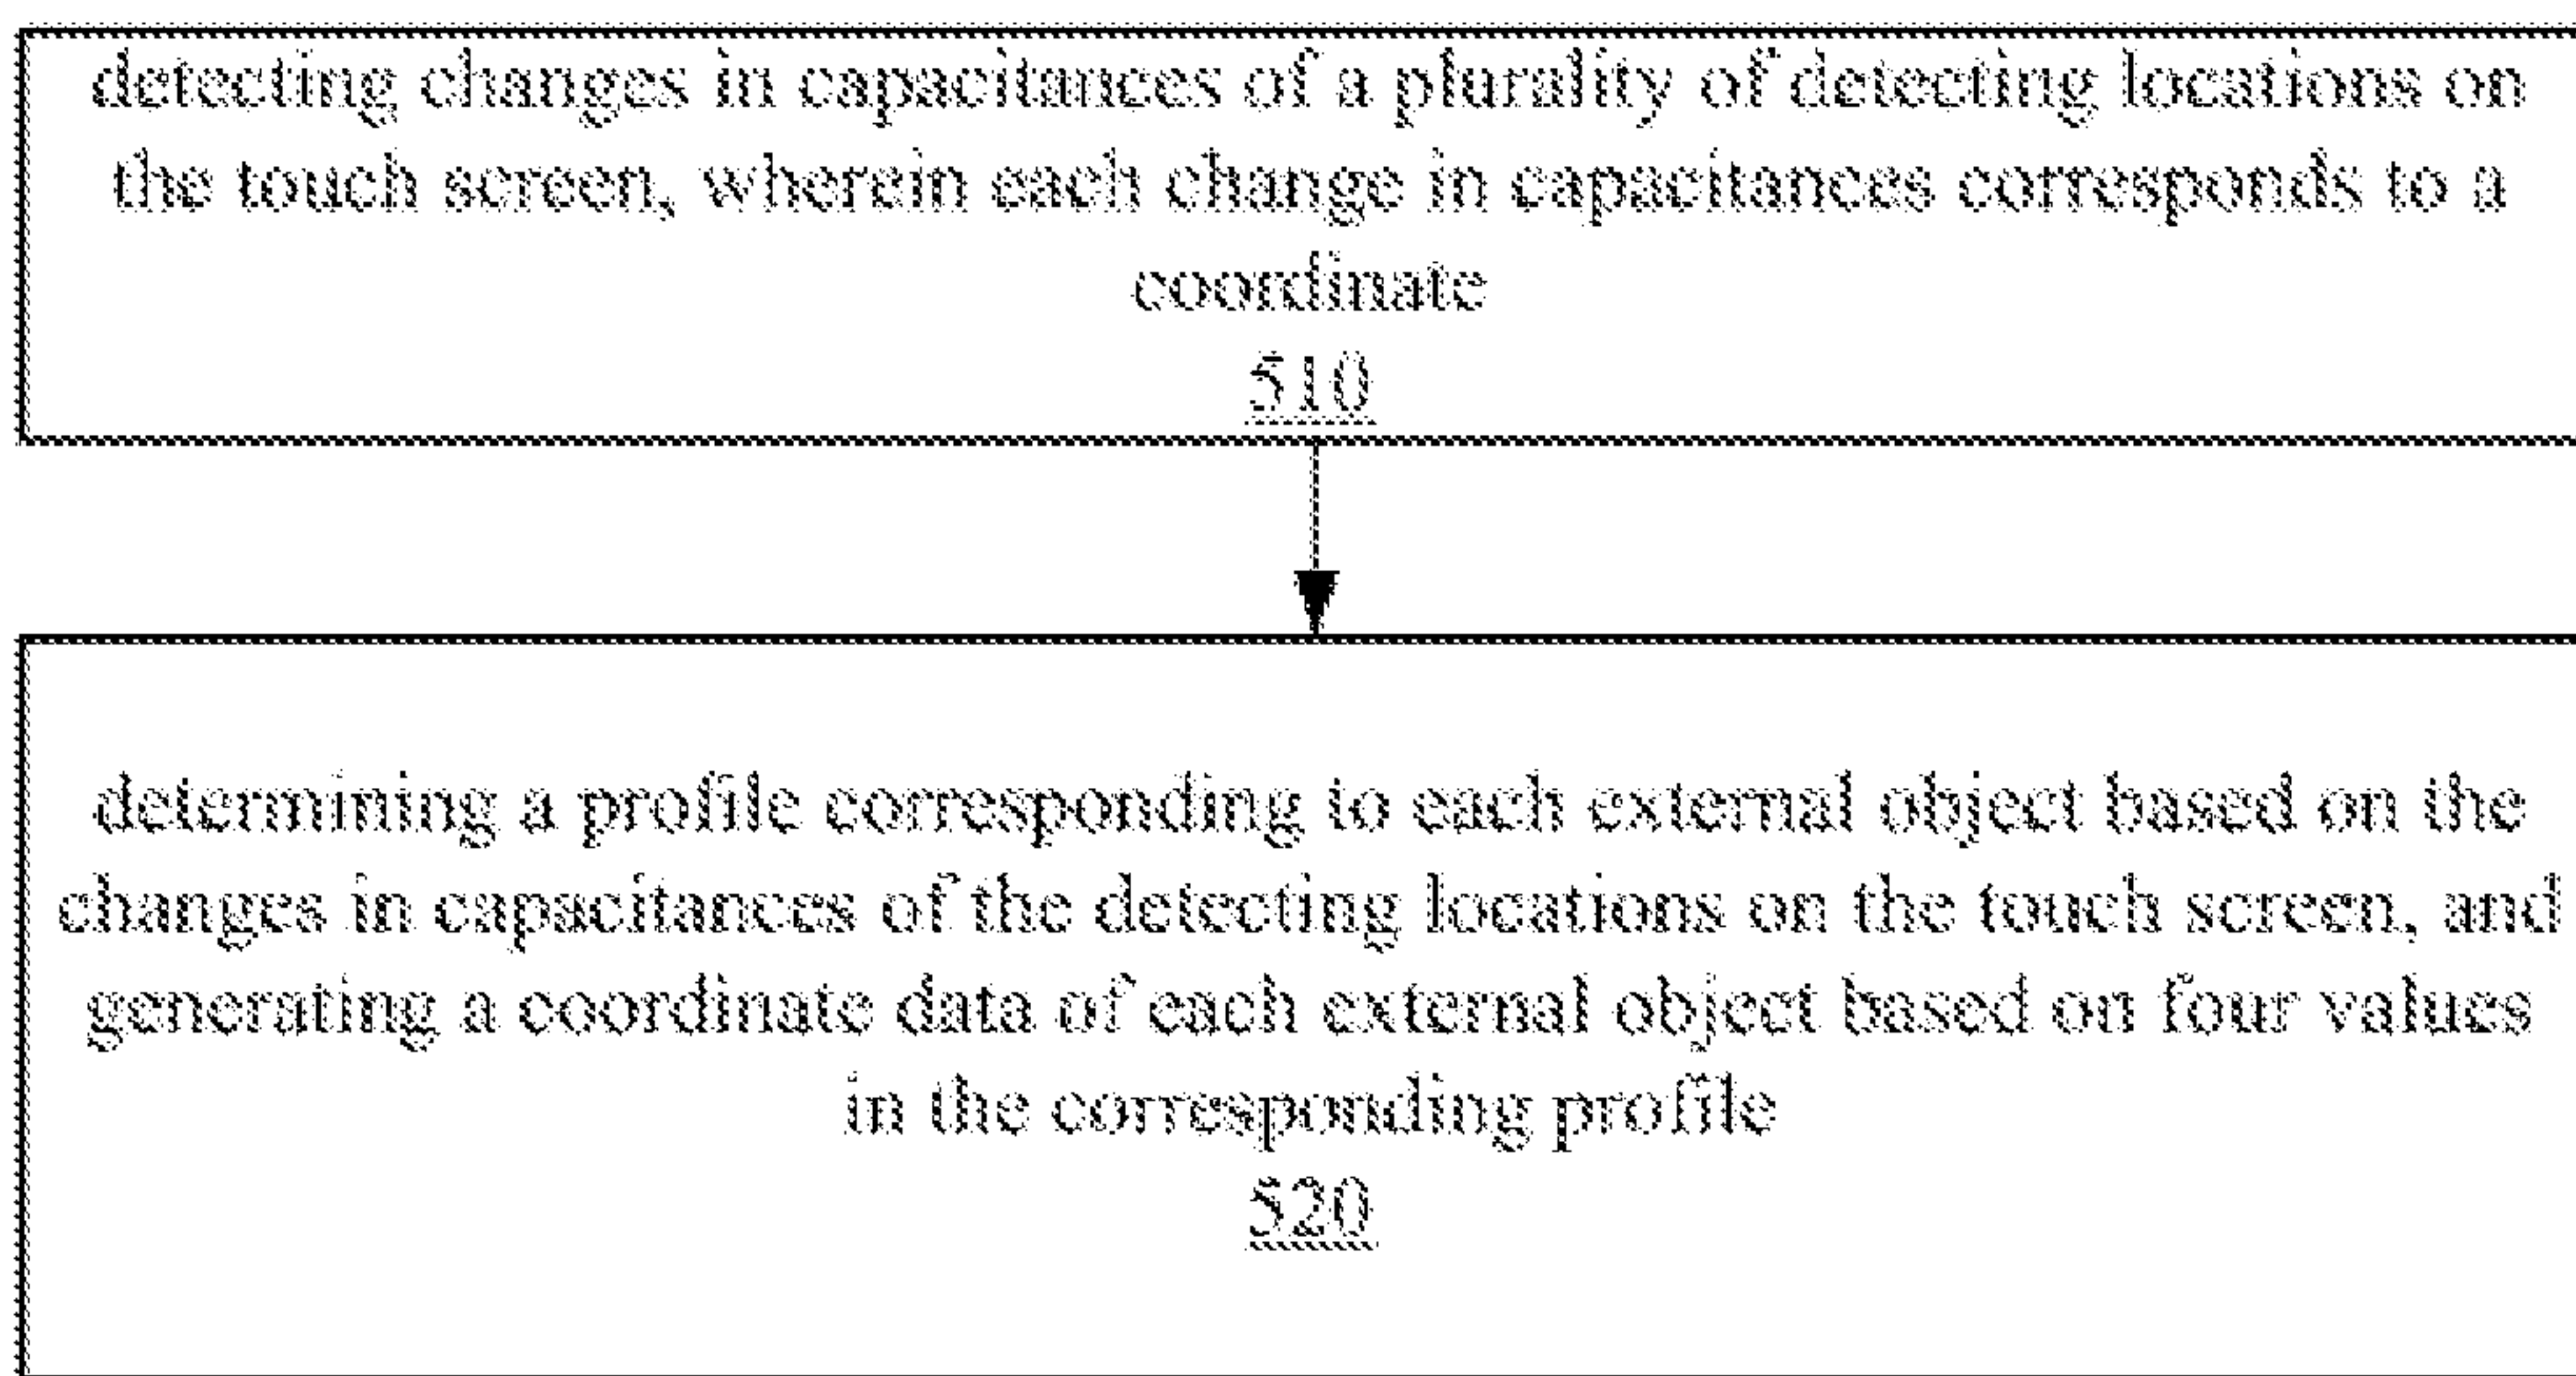 detecting changes in capacitances of a plurality of detecting locations on
the touch screen, wherein each change in capacitances corresponds to a
coordinate
510
determining a profile corresponding to each external object based on the
changes in capacitances of the detecting locations on the touch screen, and
generating a coordinate data of each external object based on four values
in the corresponding profile
520